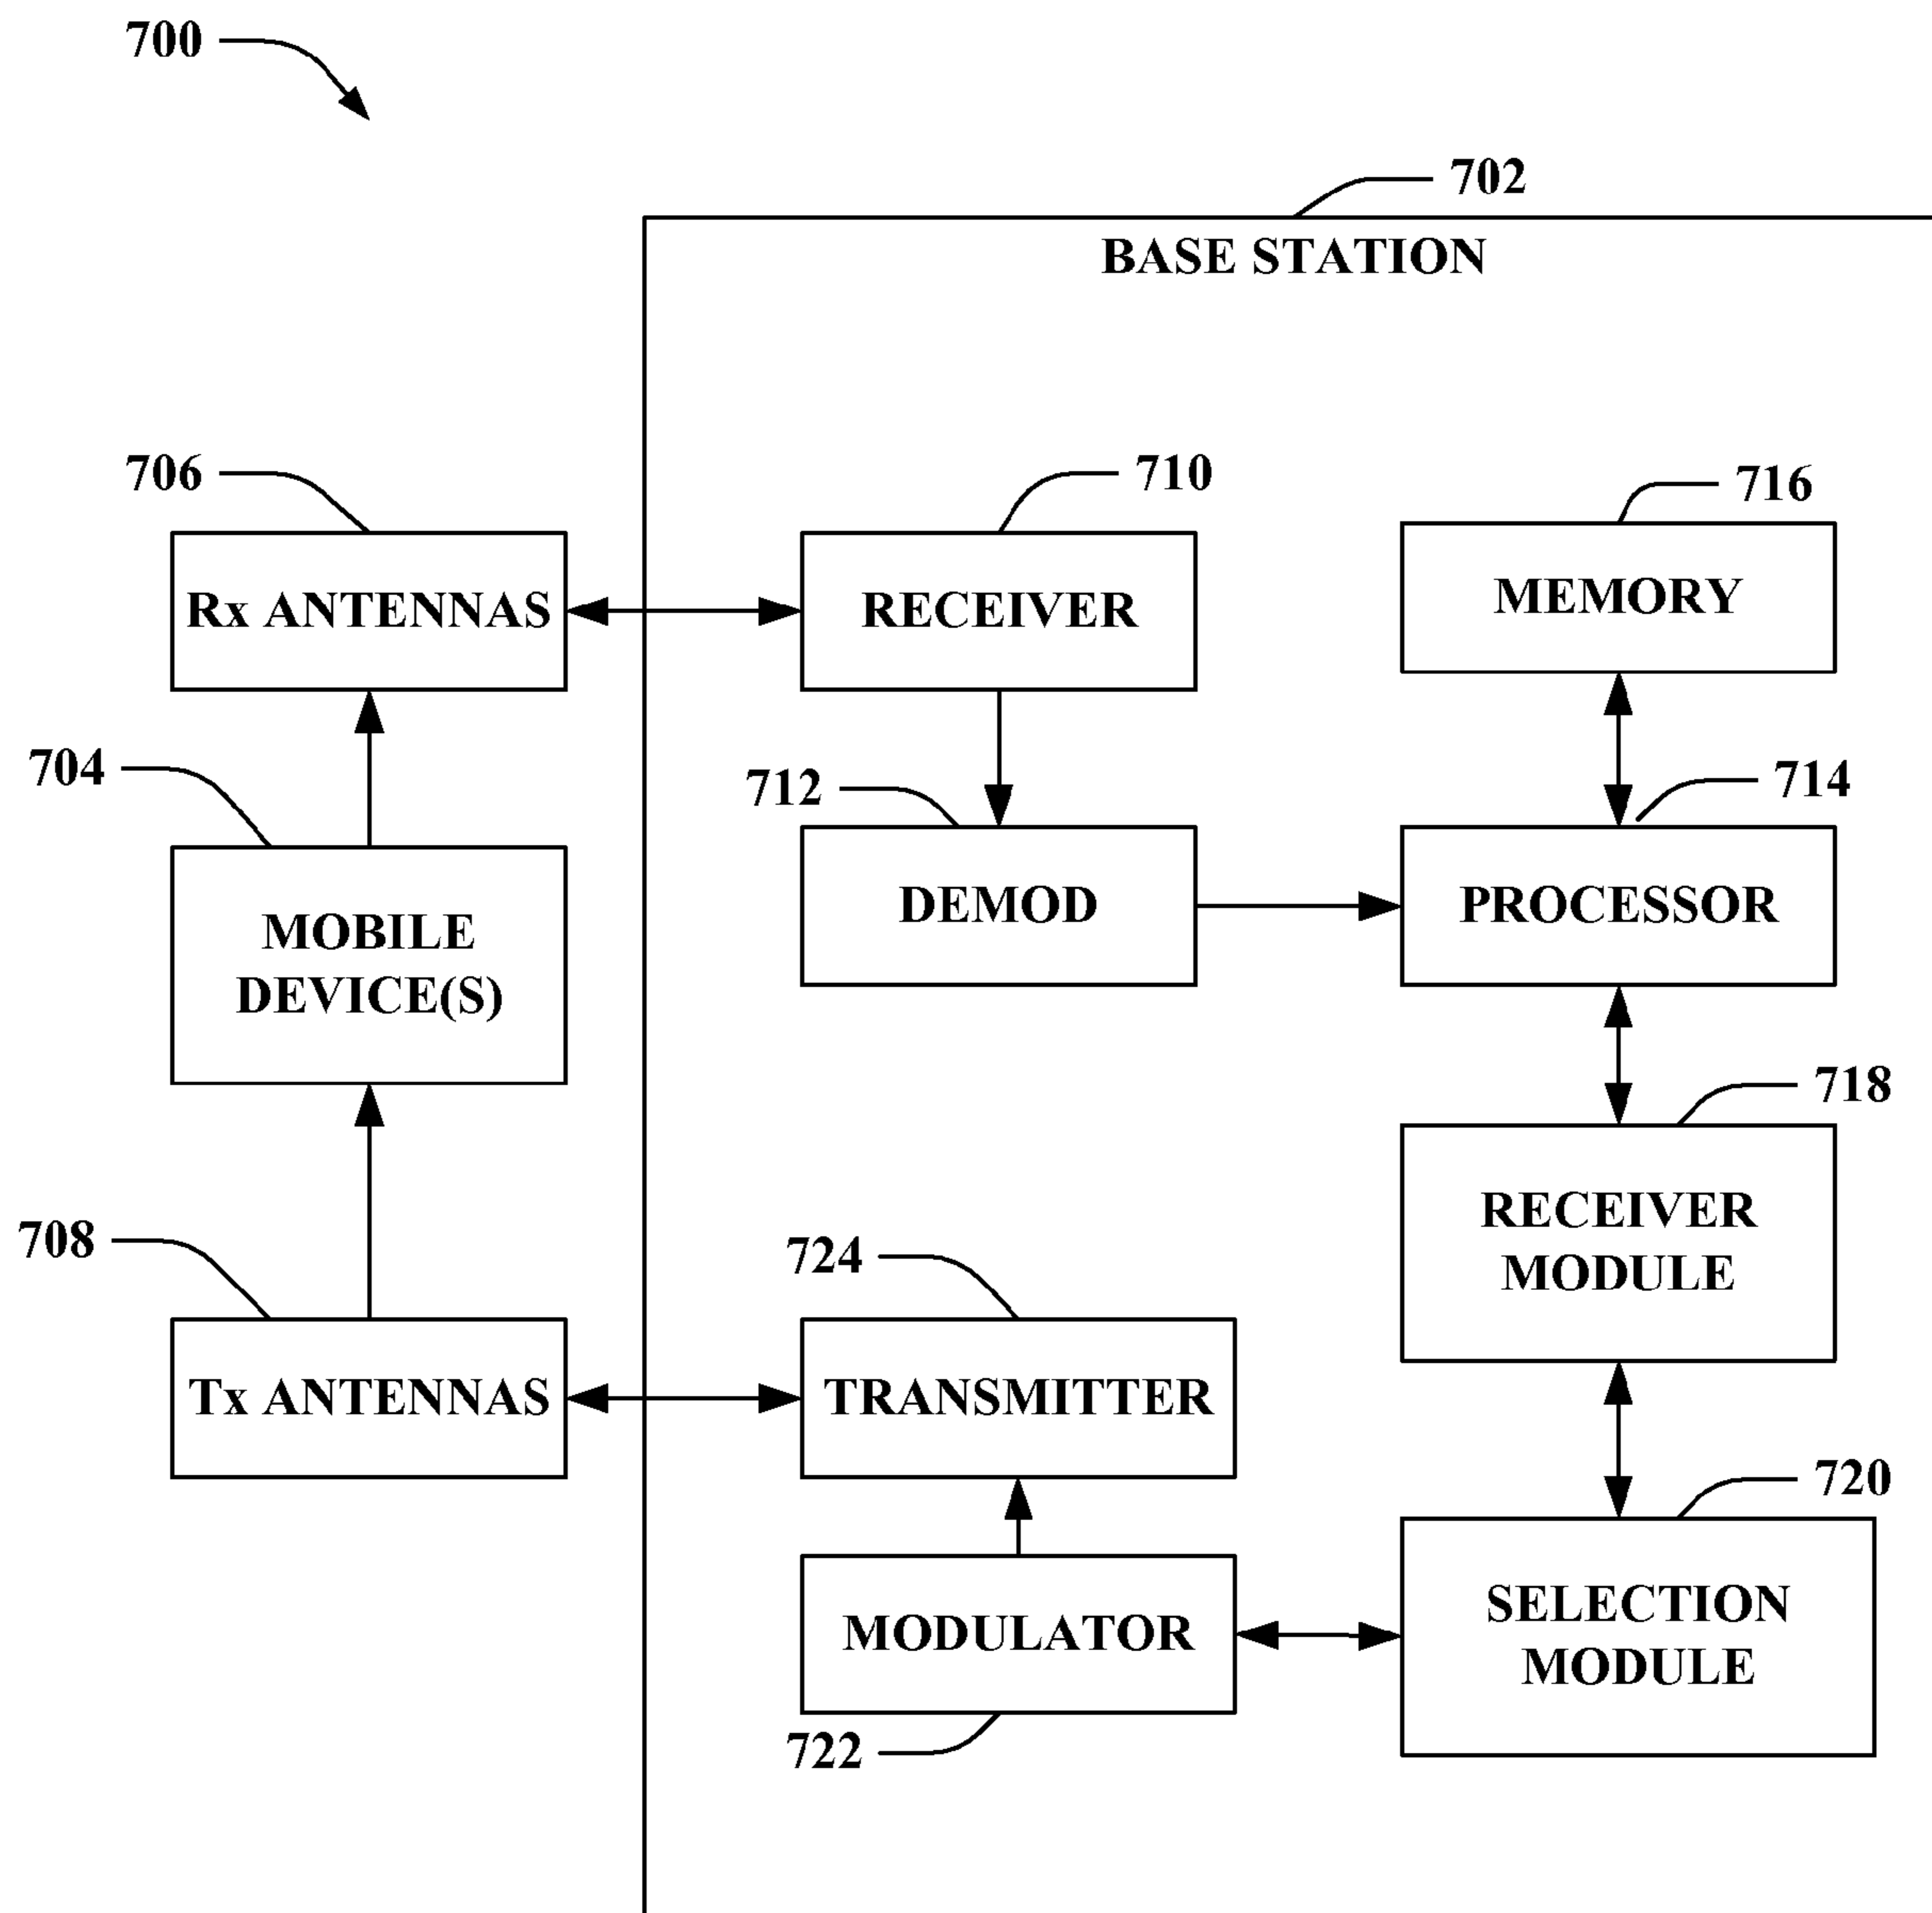 700
702
BASE STATION
706
710
716
Rx ANTENNAS
RECEIVER
MEMORY
704
712
714
MOBILE
DEVICE(S)
DEMOD
PROCESSOR
718
708
724
RECEIVER
MODULE
Tx ANTENNAS
TRANSMITTER
720
MODULATOR
SELECTION
MODULE
722